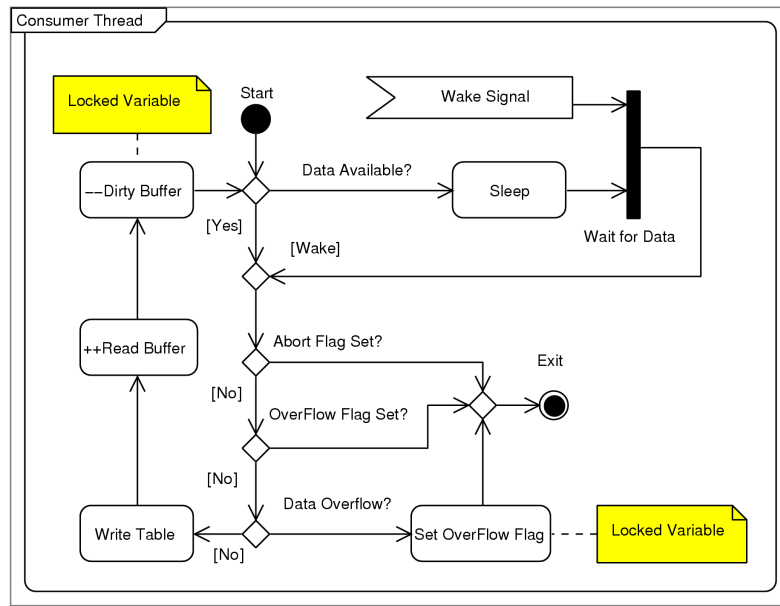 Consumer Thread
Locked Variable
Start
Wake Signal
Data Available?
−−Dirty Buffer
Sleep
[Yes]
[Wake]
Wait for Data
Abort Flag Set?
++Read Buffer
Exit
[No]
OverFlow Flag Set?
[No]
Data Overflow?
Write Table
Set OverFlow Flag
Locked Variable
[No]